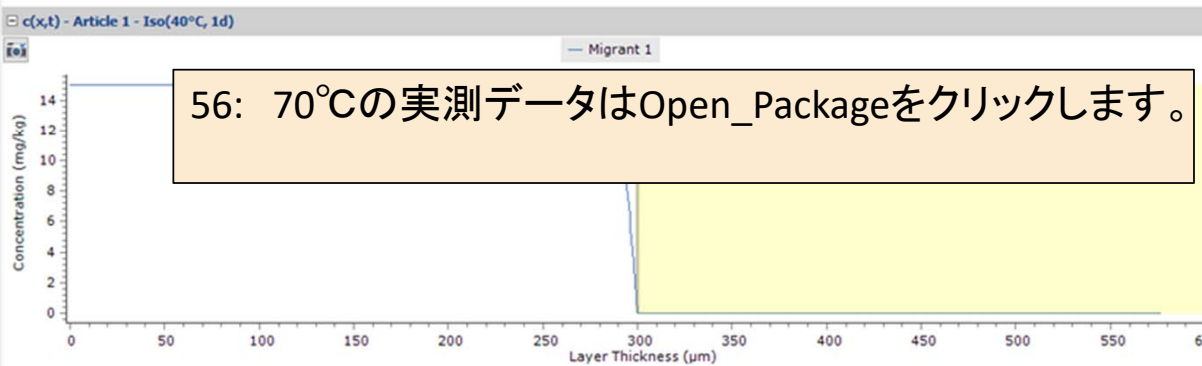 c(x,t) - Article 1 - Iso(40°C, 1d)
Migrant 1
56: 70℃の実測データはOpen_Packageをクリックします。
Concentration (mg/kg)
14
12
10
8
6
4
2
0
0 50 100 150 200 250 300 350 400 450 500 550 6
Layer Thickness (µm)